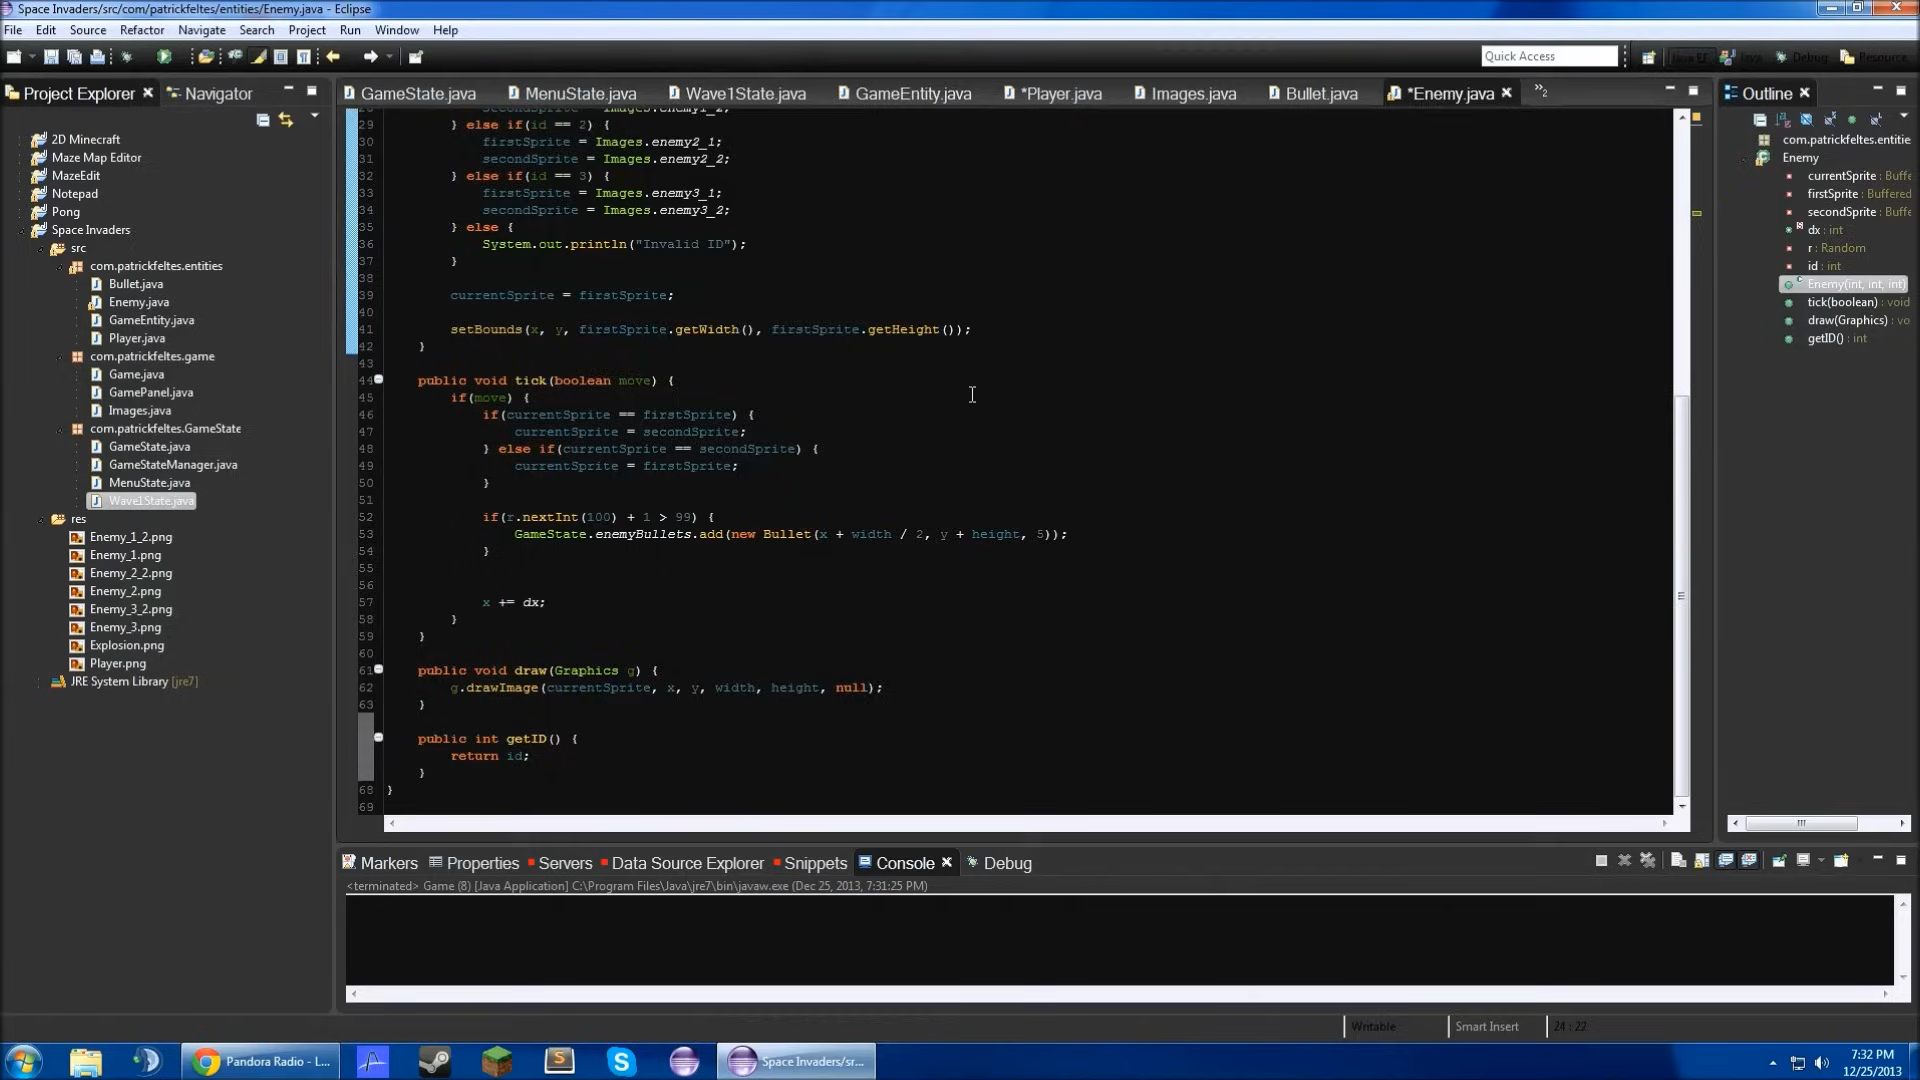 Space Invaders/src/com/patrickfeltes/entities/Enemy.java - Eclipse
File Edit Source Refactor Navigate Search Project Run Window Help
Quick Access
Java EE Java Debug Resource
Project Explorer Navigator
GameState.java MenuState.java Wave1State.java GameEntity.java *Player.java Images.java Bullet.java *Enemy.java »2
Outline
2D Minecraft
Maze Map Editor
MazeEdit
Notepad
Pong
Space Invaders
src
com.patrickfeltes.entities
Bullet.java
Enemy.java
GameEntity.java
Player.java
com.patrickfeltes.game
Game.java
GamePanel.java
Images.java
com.patrickfeltes.GameState
GameState.java
GameStateManager.java
MenuState.java
Wave1State.java
res
Enemy_1_2.png
Enemy_1.png
Enemy_2_2.png
Enemy_2.png
Enemy_3_2.png
Enemy_3.png
Explosion.png
Player.png
JRE System Library [jre7]
28 secondSprite = Images.enemy1_2;
29 } else if(id == 2) {
30 firstSprite = Images.enemy2_1;
31 secondSprite = Images.enemy2_2;
32 } else if(id == 3) {
33 firstSprite = Images.enemy3_1;
34 secondSprite = Images.enemy3_2;
35 } else {
36 System.out.println("Invalid ID");
37 }
38
39 currentSprite = firstSprite;
40
41 setBounds(x, y, firstSprite.getWidth(), firstSprite.getHeight());
42 }
43
44 public void tick(boolean move) {
45 if(move) {
46 if(currentSprite == firstSprite) {
47 currentSprite = secondSprite;
48 } else if(currentSprite == secondSprite) {
49 currentSprite = firstSprite;
50 }
51
52 if(r.nextInt(100) + 1 > 99) {
53 GameState.enemyBullets.add(new Bullet(x + width / 2, y + height, 5));
54 }
55
56
57 x += dx;
58 }
59 }
60
61 public void draw(Graphics g) {
62 g.drawImage(currentSprite, x, y, width, height, null);
63 }
public int getID() {
return id;
}
68 }
69
com.patrickfeltes.entitie
Enemy
currentSprite : Buffe
firstSprite : Buffered
secondSprite : Buffe
dx : int
r : Random
id : int
Enemy(int, int, int)
tick(boolean) : void
draw(Graphics) : vo
getID() : int
Markers Properties Servers Data Source Explorer Snippets Console Debug
<terminated> Game (8) [Java Application] C:\Program Files\Java\jre7\bin\javaw.exe (Dec 25, 2013, 7:31:25 PM)
Writable Smart Insert 24 : 22
Pandora Radio - L... Space Invaders/sr...
7:32 PM
12/25/2013